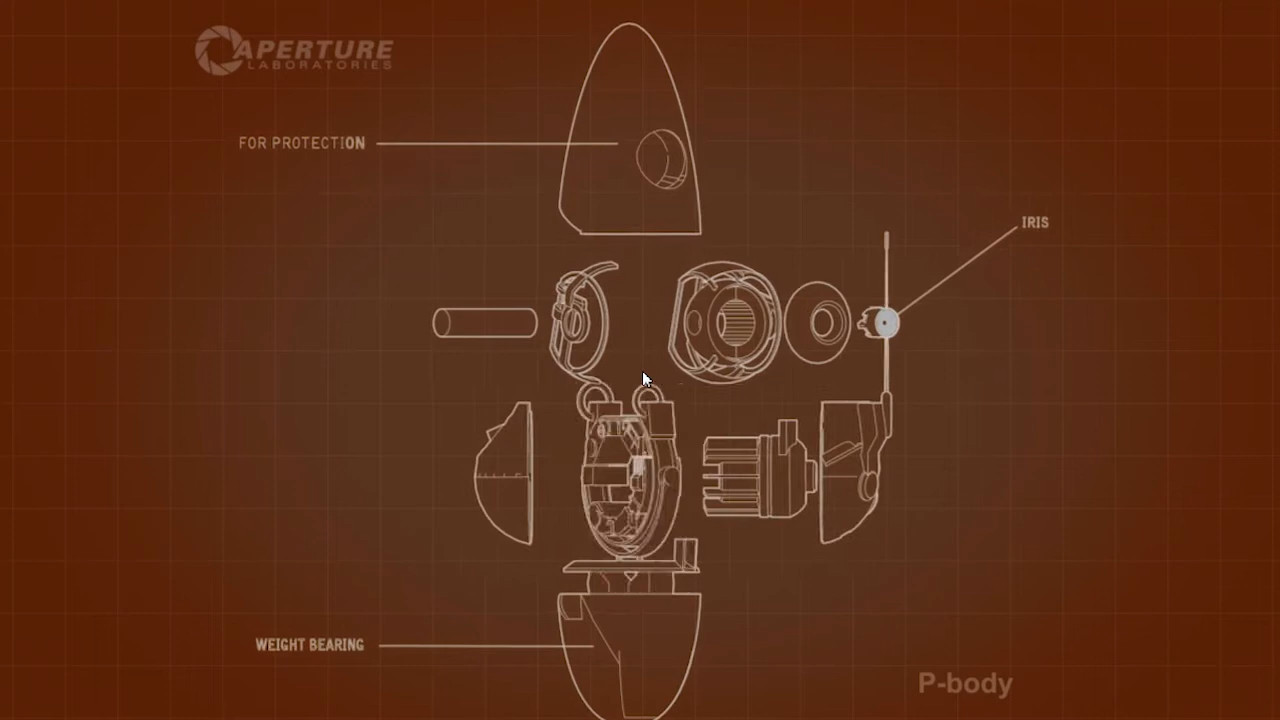 APERTURE
LABORATORIES
FOR PROTECTION
IRIS
WEIGHT BEARING
P-body